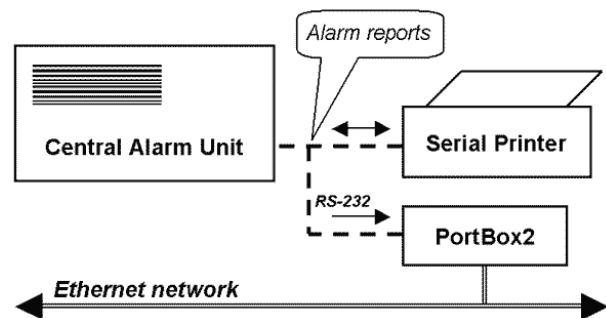 Alarm reports
Central Alarm Unit
Serial Printer
RS-232
PortBox2
Ethernet network